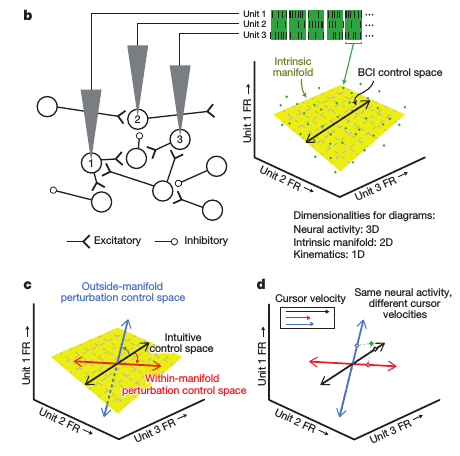 b
Unit 1
Unit 2
Unit 3
...
...
...
Intrinsic
manifold
BCI control space
Unit 1 FR →
Unit 2 FR →
Unit 3 FR →
1
2
3
Excitatory
Inhibitory
Dimensionalities for diagrams:
Neural activity: 3D
Intrinsic manifold: 2D
Kinematics: 1D
c
Outside-manifold
perturbation control space
Intuitive
control space
Within-manifold
perturbation control space
Unit 1 FR →
Unit 2 FR →
Unit 3 FR →
d
Cursor velocity
Same neural activity,
different cursor
velocities
Unit 1 FR →
Unit 2 FR →
Unit 3 FR →